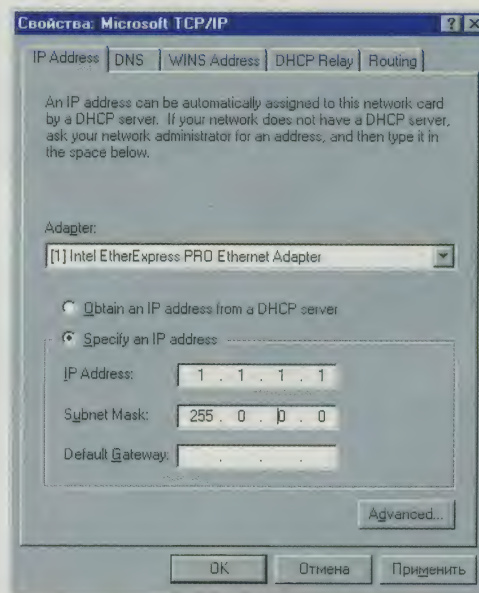 Свойства: Microsoft TCP/IP
IP Address DNS WINS Address DHCP Relay Routing
An IP address can be automatically assigned to this network card
by a DHCP server. If your network does not have a DHCP server,
ask your network administrator for an address, and then type it in
the space below.
Adapter:
[1] Intel EtherExpress PRO Ethernet Adapter
Obtain an IP address from a DHCP server
Specify an IP address
IP Address: 1 . 1 . 1 . 1
Subnet Mask: 255 . 0 . 0 . 0
Default Gateway: . . .
Advanced...
OK Отмена Применить